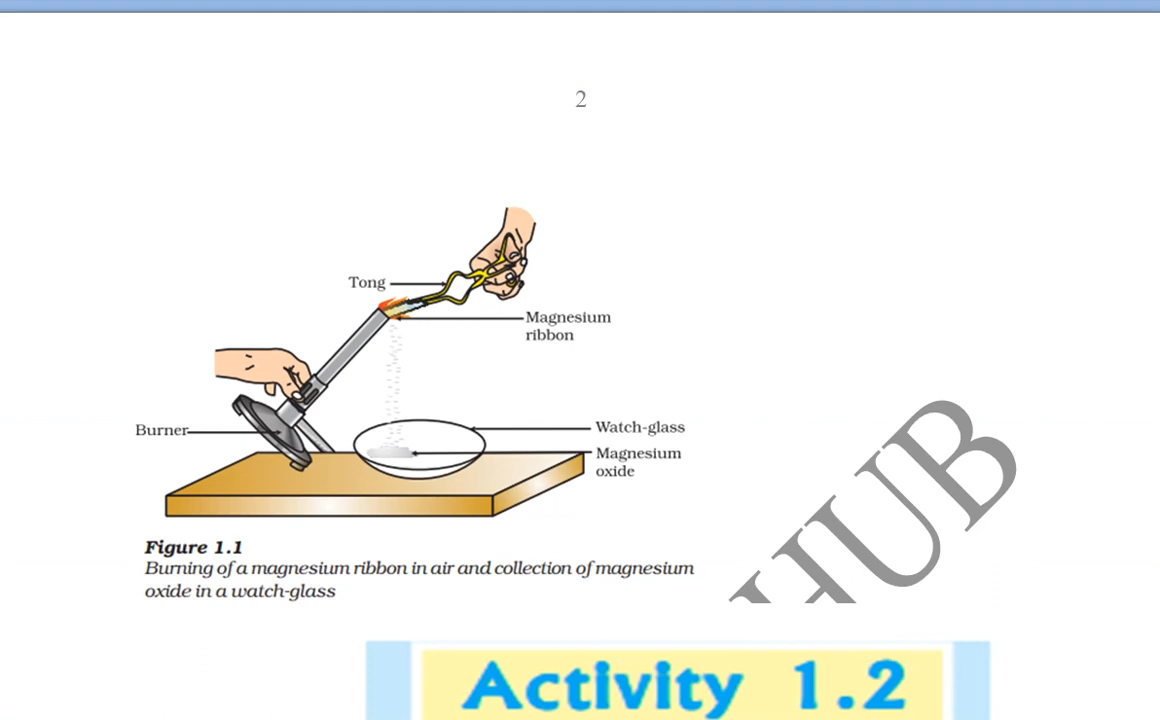 2
Tong
Magnesium
ribbon
Burner
Watch-glass
Magnesium
oxide
Figure 1.1
Burning of a magnesium ribbon in air and collection of magnesium
oxide in a watch-glass
HUB
Activity 1.2